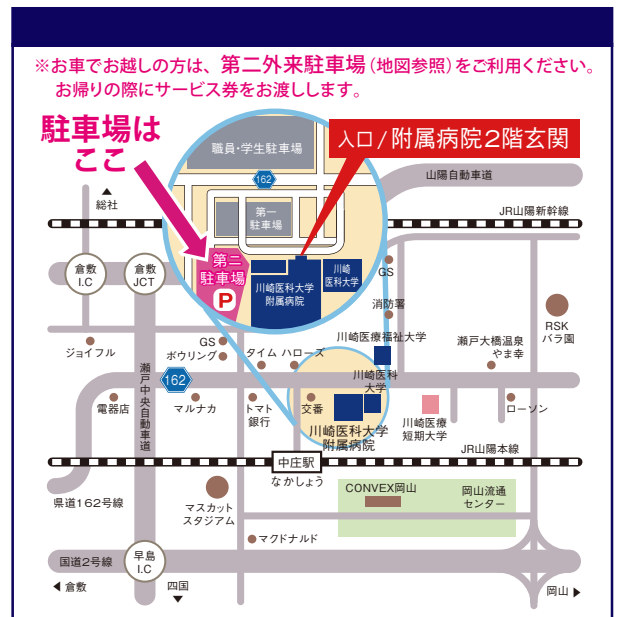 ※お車でお越しの方は、第二外来駐車場(地図参照)をご利用ください。
お帰りの際にサービス券をお渡しします。
駐車場は
ここ
入口/附属病院2階玄関
職員・学生駐車場
162
第一
駐車場
第二
駐車場
P
川崎医科大学
附属病院
川崎
医科大学
山陽自動車道
総社
JR山陽新幹線
倉敷
I.C
倉敷
JCT
GS
消防署
RSK
バラ園
川崎医療福祉大学
瀬戸大橋温泉
やま幸
ジョイフル
GS
ボウリング
タイム
ハローズ
川崎医科
大学
瀬戸中央自動車道
162
電器店
マルナカ
トマト
銀行
交番
川崎医科大学
附属病院
川崎医療
短期大学
ローソン
JR山陽本線
中庄駅
なかしょう
県道162号線
マスカット
スタジアム
CONVEX岡山
岡山流通
センター
マクドナルド
国道2号線
早島
I.C
倉敷
四国
岡山